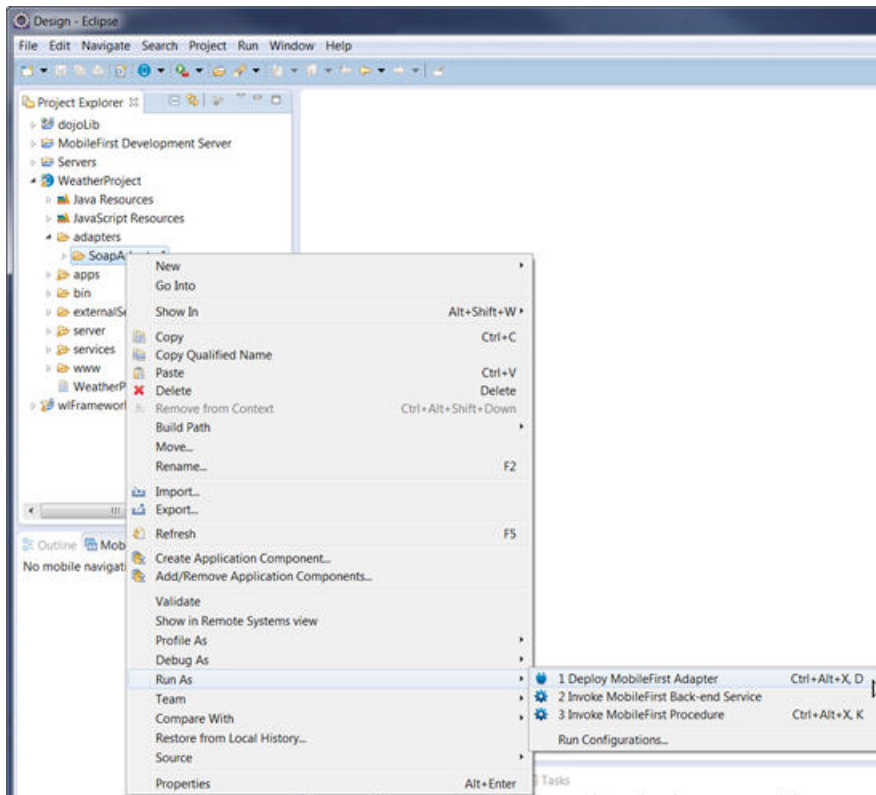 Design - Eclipse
File Edit Navigate Search Project Run Window Help
Project Explorer
dojoLib
MobileFirst Development Server
Servers
WeatherProject
Java Resources
JavaScript Resources
adapters
apps
bin
server
services
www
Outline
No mobile
New
Go Into
Show In Alt+Shift+W
Copy Ctrl+C
Copy Qualified Name
Paste Ctrl+V
Delete Delete
Remove from Context Ctrl+Alt+Shift+Down
Build Path
Move...
Rename... F2
Import...
Export...
Refresh F5
Create Application Component...
Add/Remove Application Components...
Validate
Show in Remote Systems view
Profile As
Debug As
Run As
Team
Compare With
Restore from Local History...
Source
Properties Alt+Enter
1 Deploy MobileFirst Adapter Ctrl+Alt+X, D
2 Invoke MobileFirst Back-end Service
3 Invoke MobileFirst Procedure Ctrl+Alt+X, K
Run Configurations...
Tasks